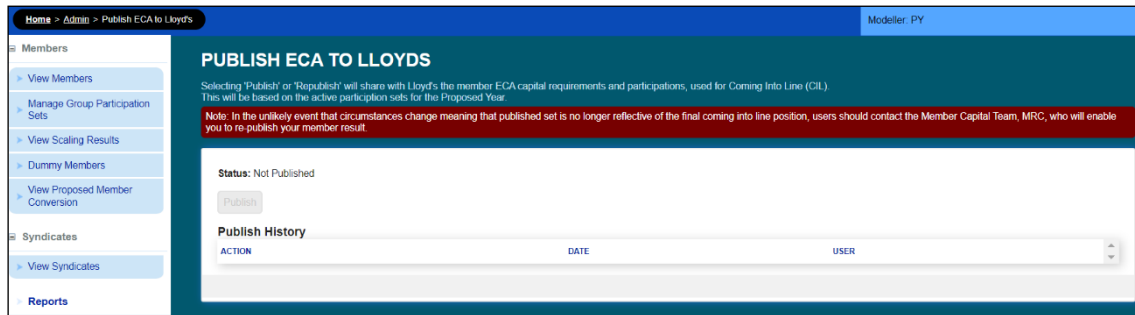 Home > Admin > Publish ECA to Lloyd's
Modeller: PY
Members
View Members
Manage Group Participation
Sets
View Scaling Results
Dummy Members
View Proposed Member
Conversion
Syndicates
View Syndicates
Reports
PUBLISH ECA TO LLOYDS
Selecting 'Publish' or 'Republish' will share with Lloyd's the member ECA capital requirements and participations, used for Coming Into Line (CIL).
This will be based on the active particiption sets for the Proposed Year.
Note: In the unlikely event that circumstances change meaning that published set is no longer reflective of the final coming into line position, users should contact the Member Capital Team, MRC, who will enable
you to re-publish your member result.
Status: Not Published
Publish
Publish History
ACTION DATE USER